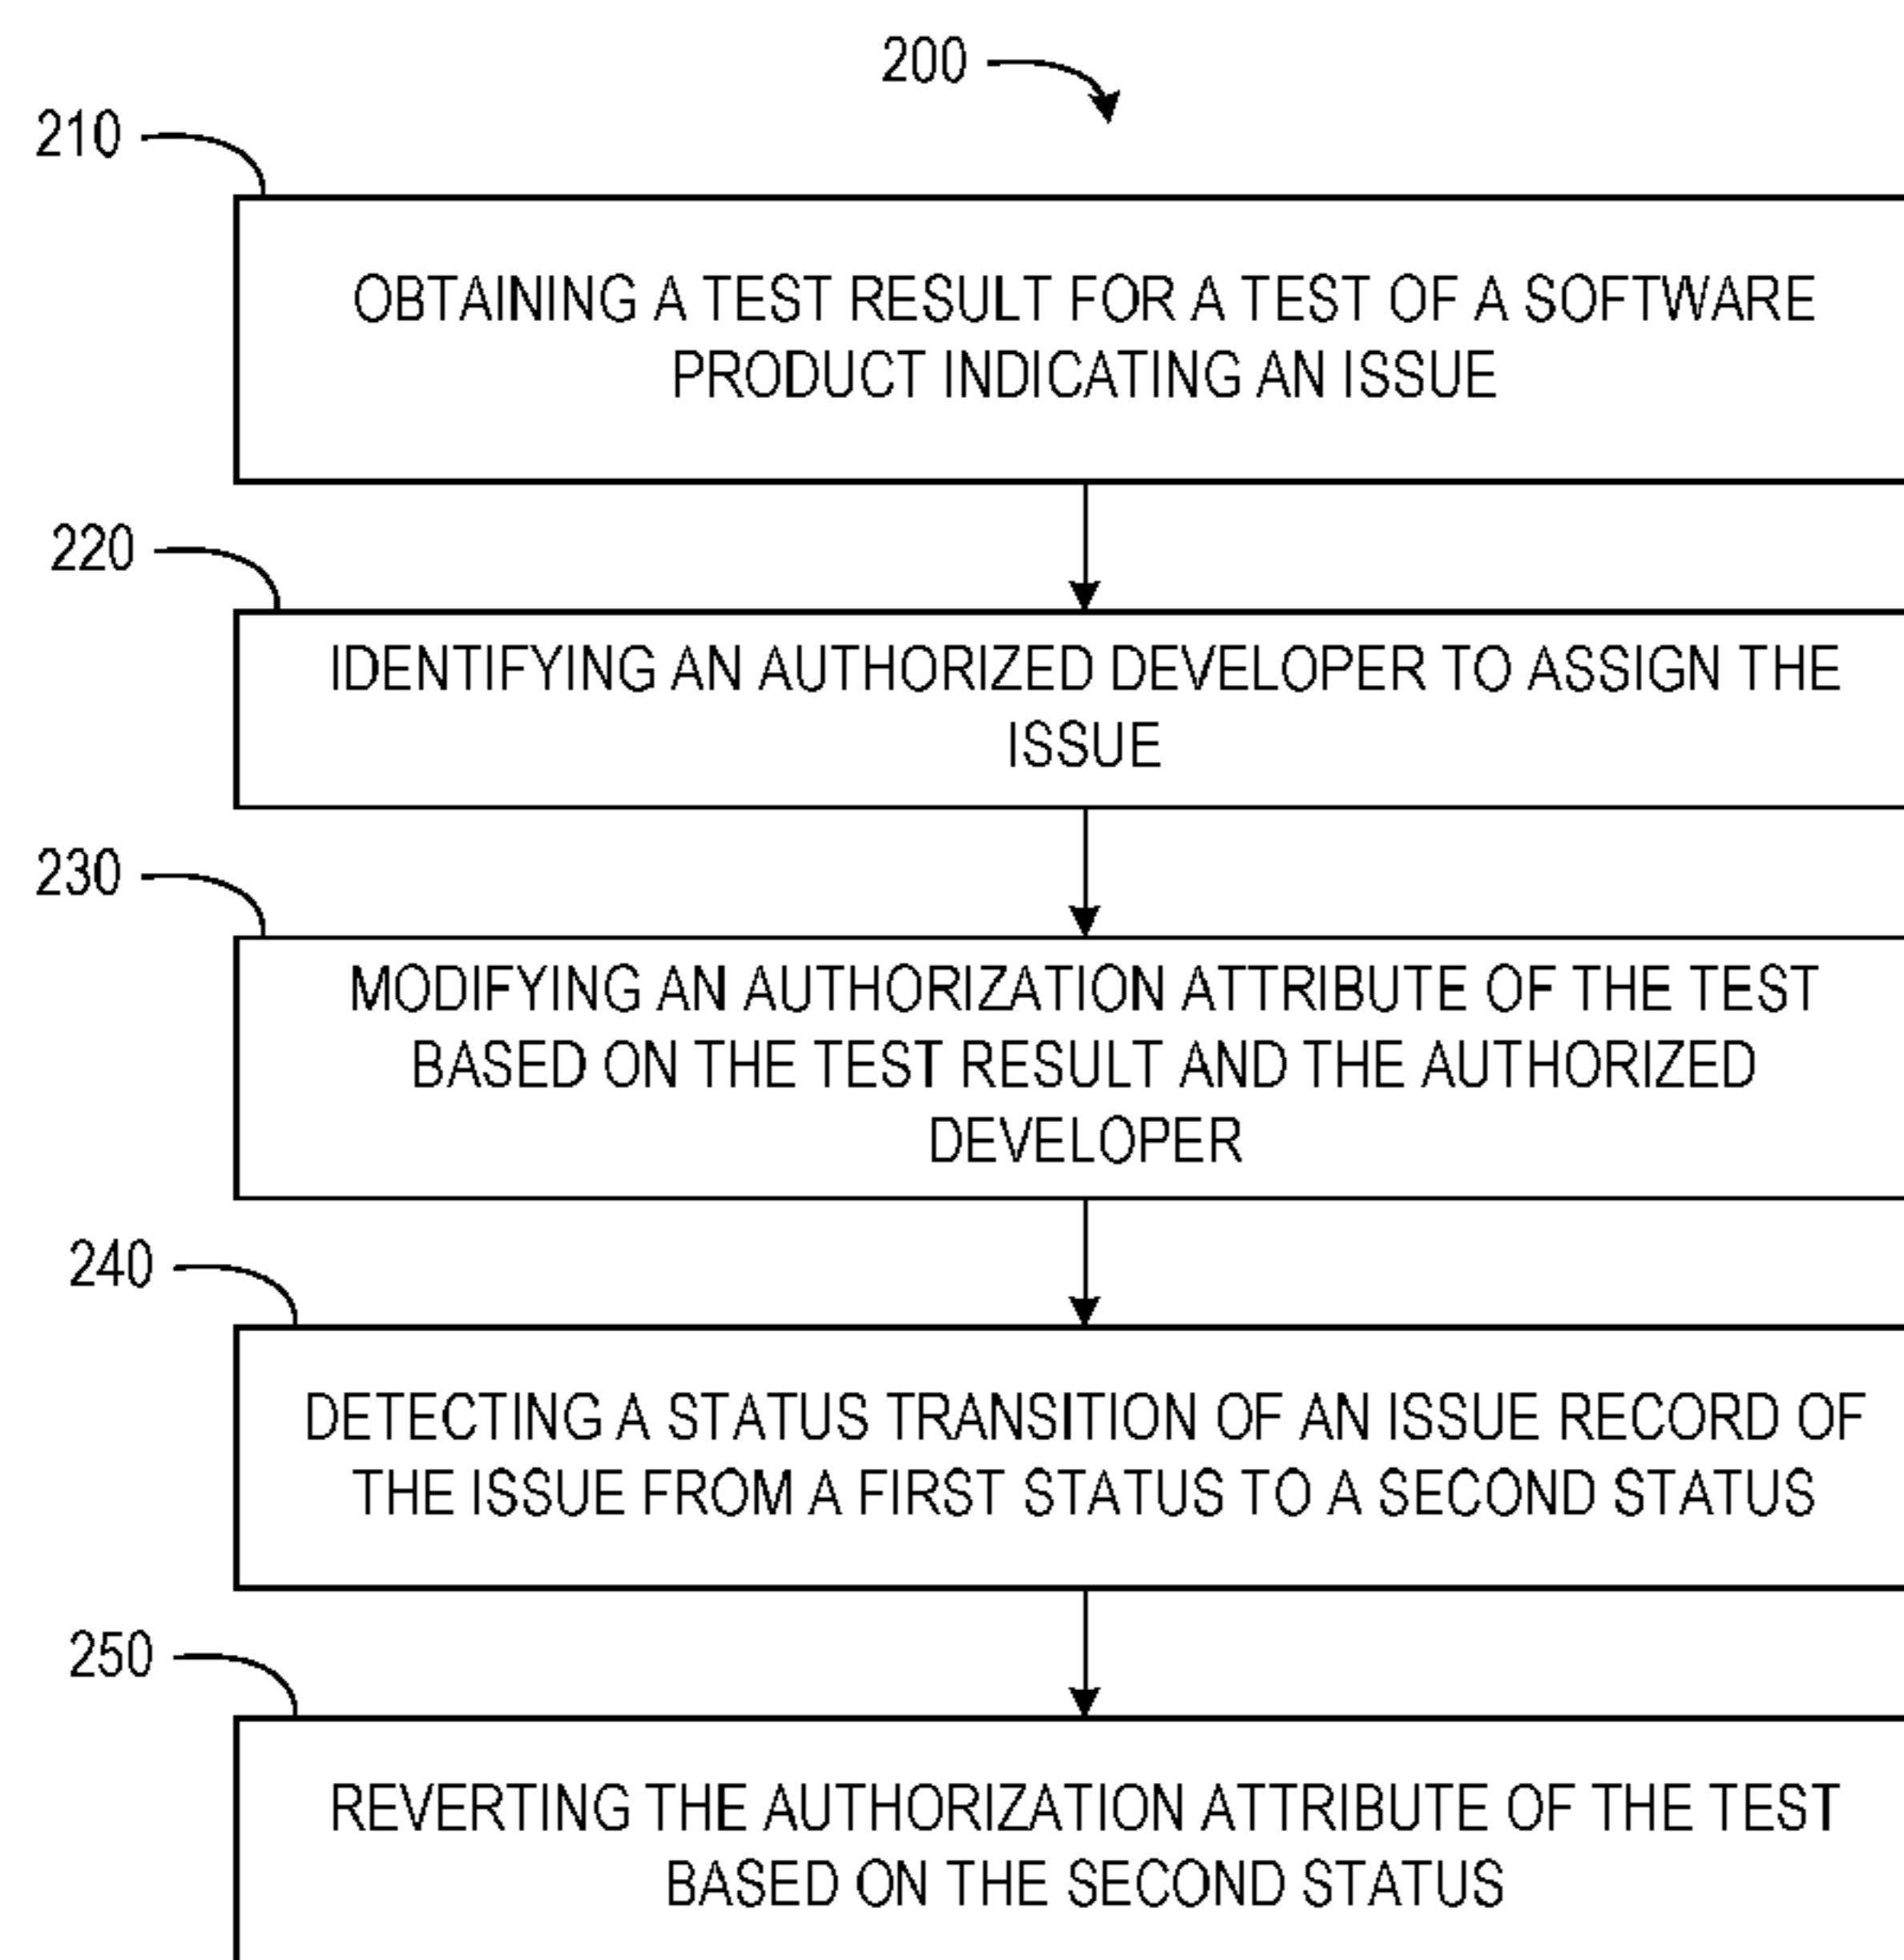 200
210
OBTAINING A TEST RESULT FOR A TEST OF A SOFTWARE
PRODUCT INDICATING AN ISSUE
220
IDENTIFYING AN AUTHORIZED DEVELOPER TO ASSIGN THE
ISSUE
230
MODIFYING AN AUTHORIZATION ATTRIBUTE OF THE TEST
BASED ON THE TEST RESULT AND THE AUTHORIZED
DEVELOPER
240
DETECTING A STATUS TRANSITION OF AN ISSUE RECORD OF
THE ISSUE FROM A FIRST STATUS TO A SECOND STATUS
250
REVERTING THE AUTHORIZATION ATTRIBUTE OF THE TEST
BASED ON THE SECOND STATUS